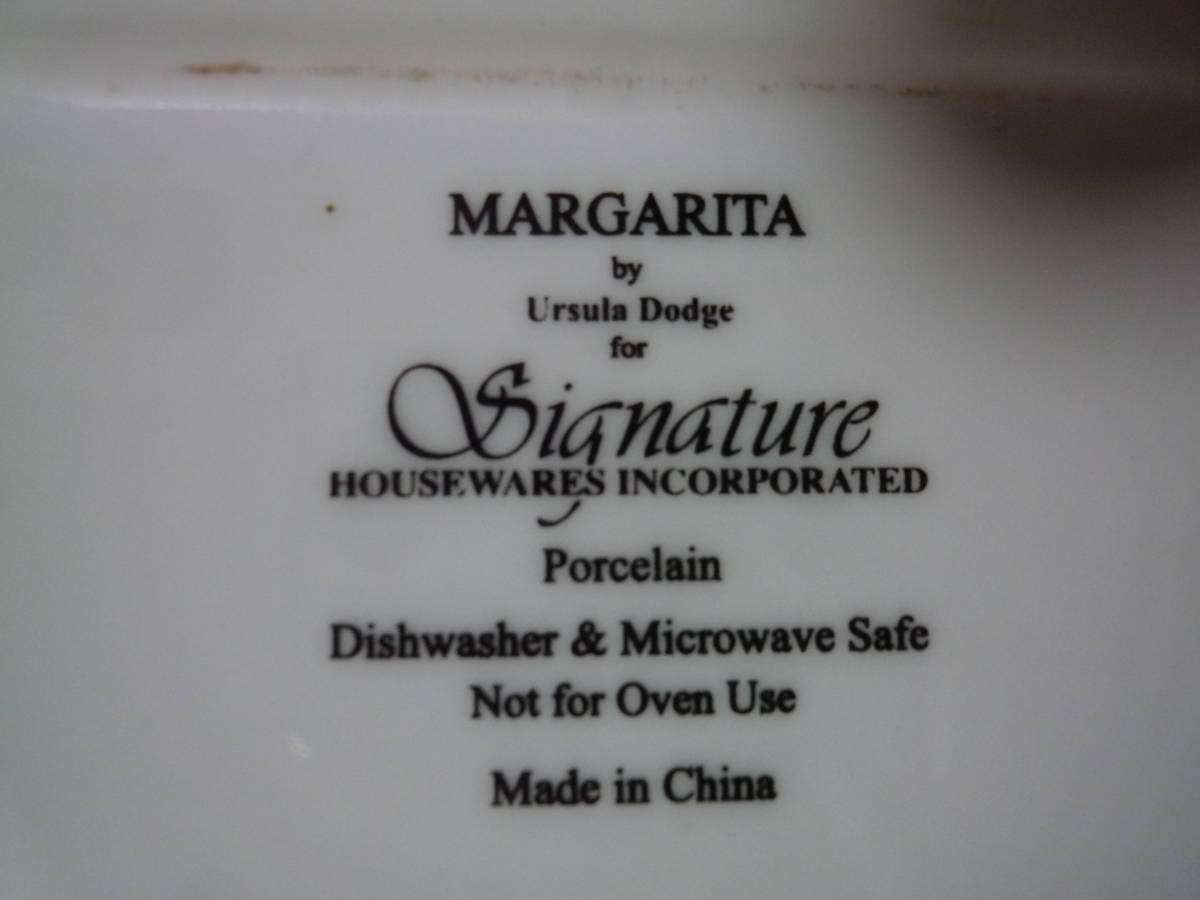 MARGARITA
by
Ursula Dodge
for
Signature
HOUSEWARES INCORPORATED
Porcelain
Dishwasher & Microwave Safe
Not for Oven Use
Made in China